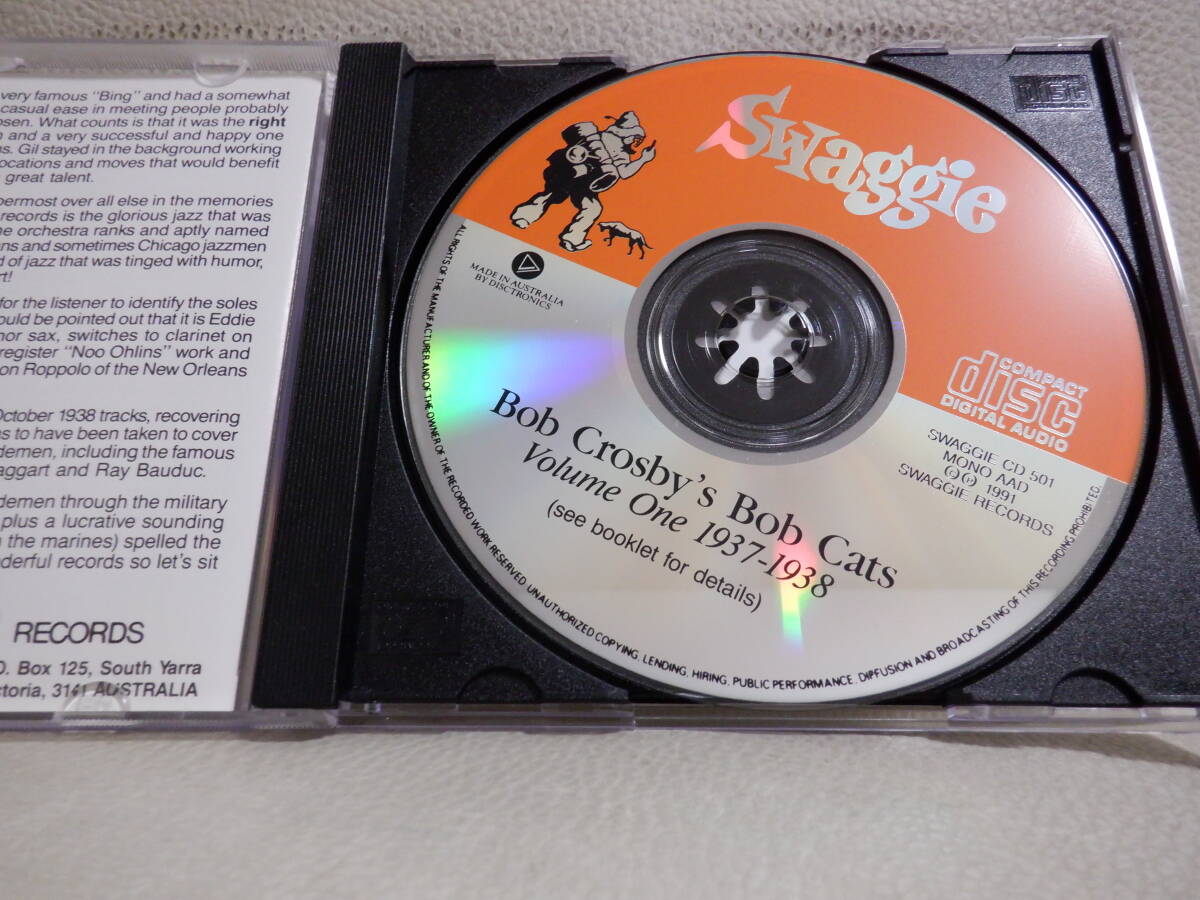 very famous "Bing" and had a somewhat
casual ease in meeting people probably
osen. What counts is that it was the right
and a very successful and happy one
s. Gil stayed in the background working
ocations and moves that would benefit
great talent.
permost over all else in the memories
records is the glorious jazz that was
he orchestra ranks and aptly named
ans and sometimes Chicago jazzmen
d of jazz that was tinged with humor,
rt!
for the listener to identify the soles
ould be pointed out that it is Eddie
nor sax, switches to clarinet on
register "Noo Ohlins" work and
on Roppolo of the New Orleans
October 1938 tracks, recovering
s to have been taken to cover
demen, including the famous
aggart and Ray Bauduc.
demen through the military
plus a lucrative sounding
n the marines) spelled the
nderful records so let's sit
RECORDS
O. Box 125, South Yarra
ctoria, 3141 AUSTRALIA
Swaggie
MADE IN AUSTRALIA
BY DISCTRONICS
COMPACT
disc
DIGITAL AUDIO
SWAGGIE CD 501
MONO AAD
© ℗ 1991
SWAGGIE RECORDS
Bob Crosby's Bob Cats
Volume One 1937-1938
(see booklet for details)
ALL RIGHTS OF THE MANUFACTURER AND OF THE OWNER OF THE RECORDED WORK RESERVED. UNAUTHORIZED COPYING, LENDING, HIRING, PUBLIC PERFORMANCE, DIFFUSION AND BROADCASTING OF THIS RECORDING PROHIBITED.
disc